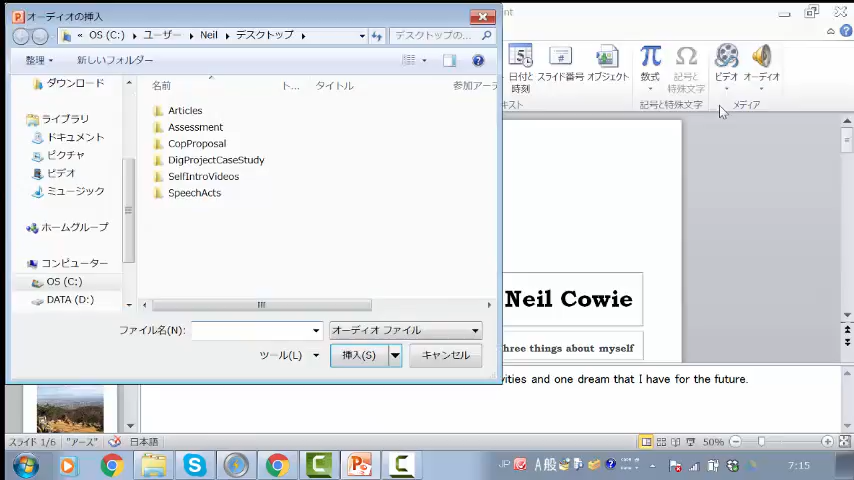 オーディオの挿入
nt
« OS (C:) ▸ ユーザー ▸ Neil ▸ デスクトップ ▸
デスクトップの...
整理 ▾ 新しいフォルダー
日付と時刻
スライド番号
オブジェクト
数式
記号と特殊文字
ビデオ
オーディオ
キスト
記号と特殊文字
メディア
名前
ト...
タイトル
参加アー
ダウンロード
ライブラリ
ドキュメント
ピクチャ
ビデオ
ミュージック
ホームグループ
コンピューター
OS (C:)
DATA (D:)
Articles
Assessment
CopProposal
DigProjectCaseStudy
SelfIntroVideos
SpeechActs
ファイル名(N):
オーディオ ファイル
ツール(L)
挿入(S)
キャンセル
Neil Cowie
hree things about myself
vities and one dream that I have for the future.
スライド 1/6
"アース"
日本語
50%
JP
A 般
KANA
7:15